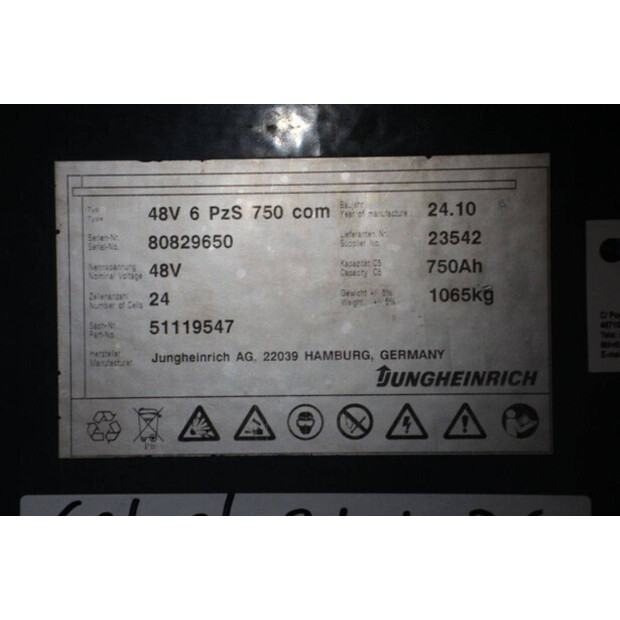 Typ
Type 48V 6 PzS 750 com Baujahr
Year of manufacture 24.10
Serien-Nr.
Serial-No. 80829650 Lieferanten Nr.
Supplier No. 23542
Nennspannung
Nominal Voltage 48V Kapazität C5
Capacity C5 750Ah
Zellenanzahl
Number of Cells 24 Gewicht +/- 5%
Weight +/- 5% 1065kg
Sach-Nr.
Part-No. 51119547
Hersteller
Manufacturer Jungheinrich AG, 22039 HAMBURG, GERMANY
JUNGHEINRICH
Pb